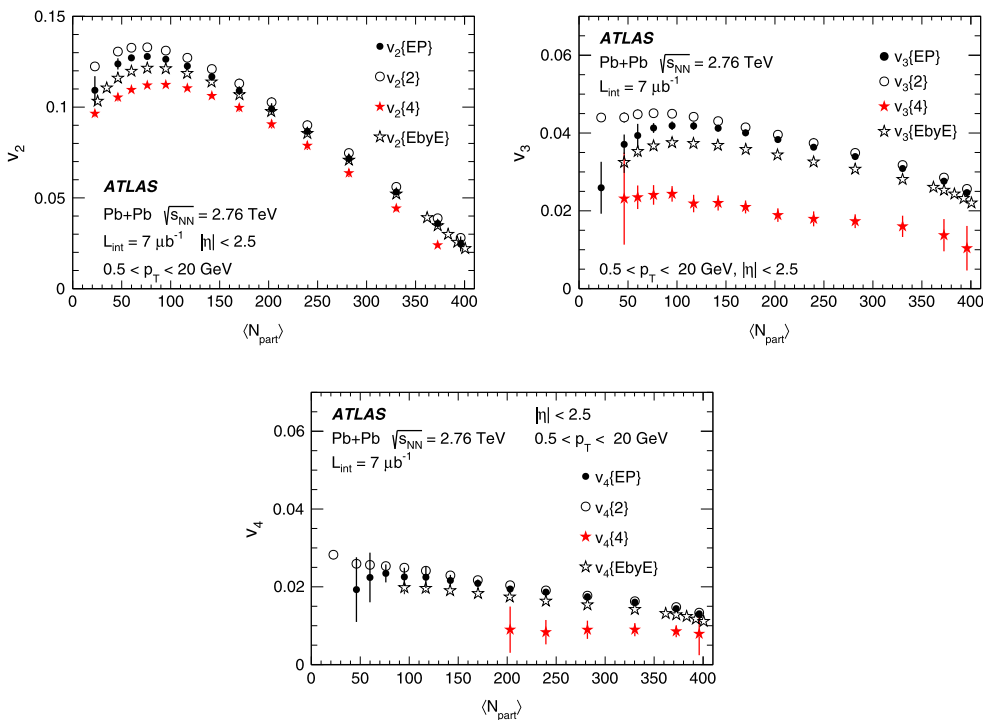 v2
0.15
0.1
0.05
0
v2{EP}
v2{2}
v2{4}
v2{EbyE}
ATLAS
Pb+Pb √sNN = 2.76 TeV
Lint = 7 μb-1 |η| < 2.5
0.5 < pT < 20 GeV
0 50 100 150 200 250 300 350 400
⟨Npart⟩
v3
0.06
0.04
0.02
0
ATLAS
Pb+Pb √sNN = 2.76 TeV
Lint = 7 μb-1
v3{EP}
v3{2}
v3{4}
v3{EbyE}
0.5 < pT < 20 GeV, |η| < 2.5
0 50 100 150 200 250 300 350 400
⟨Npart⟩
v4
0.06
0.04
0.02
0
ATLAS |η| < 2.5
Pb+Pb √sNN = 2.76 TeV 0.5 < pT < 20 GeV
Lint = 7 μb-1
v4{EP}
v4{2}
v4{4}
v4{EbyE}
0 50 100 150 200 250 300 350 400
⟨Npart⟩